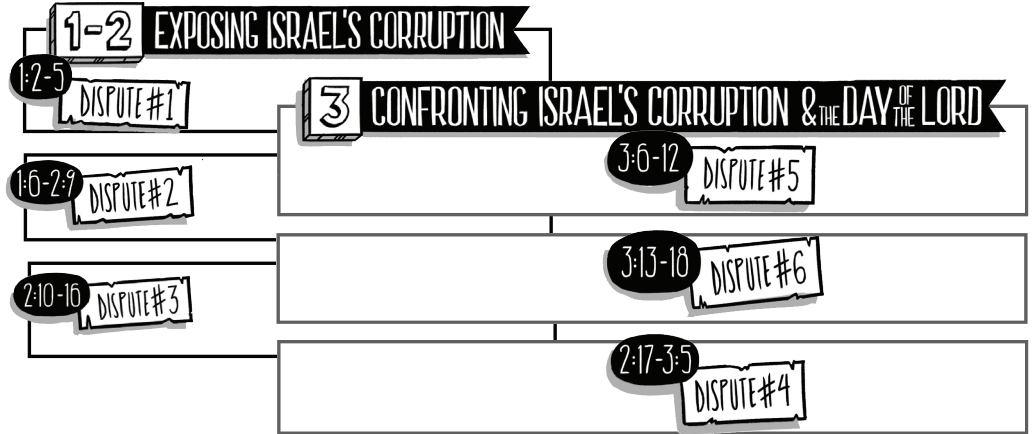 1-2 EXPOSING ISRAEL'S CORRUPTION
1:2-5
DISPUTE #1
1:6-2:9
DISPUTE #2
2:10-16
DISPUTE #3
3 CONFRONTING ISRAEL'S CORRUPTION & THE DAY OF THE LORD
3:6-12
DISPUTE #5
3:13-18
DISPUTE #6
2:17-3:5
DISPUTE #4